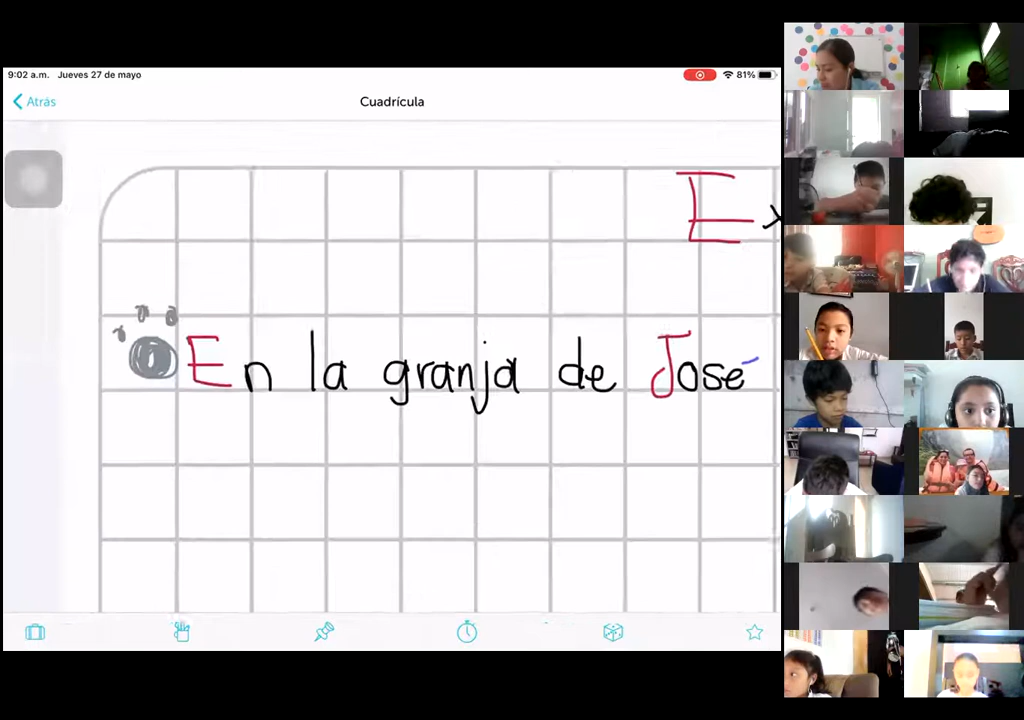 9:02 a.m. Jueves 27 de mayo
81%
Atrás
Cuadrícula
E
En la granja de José